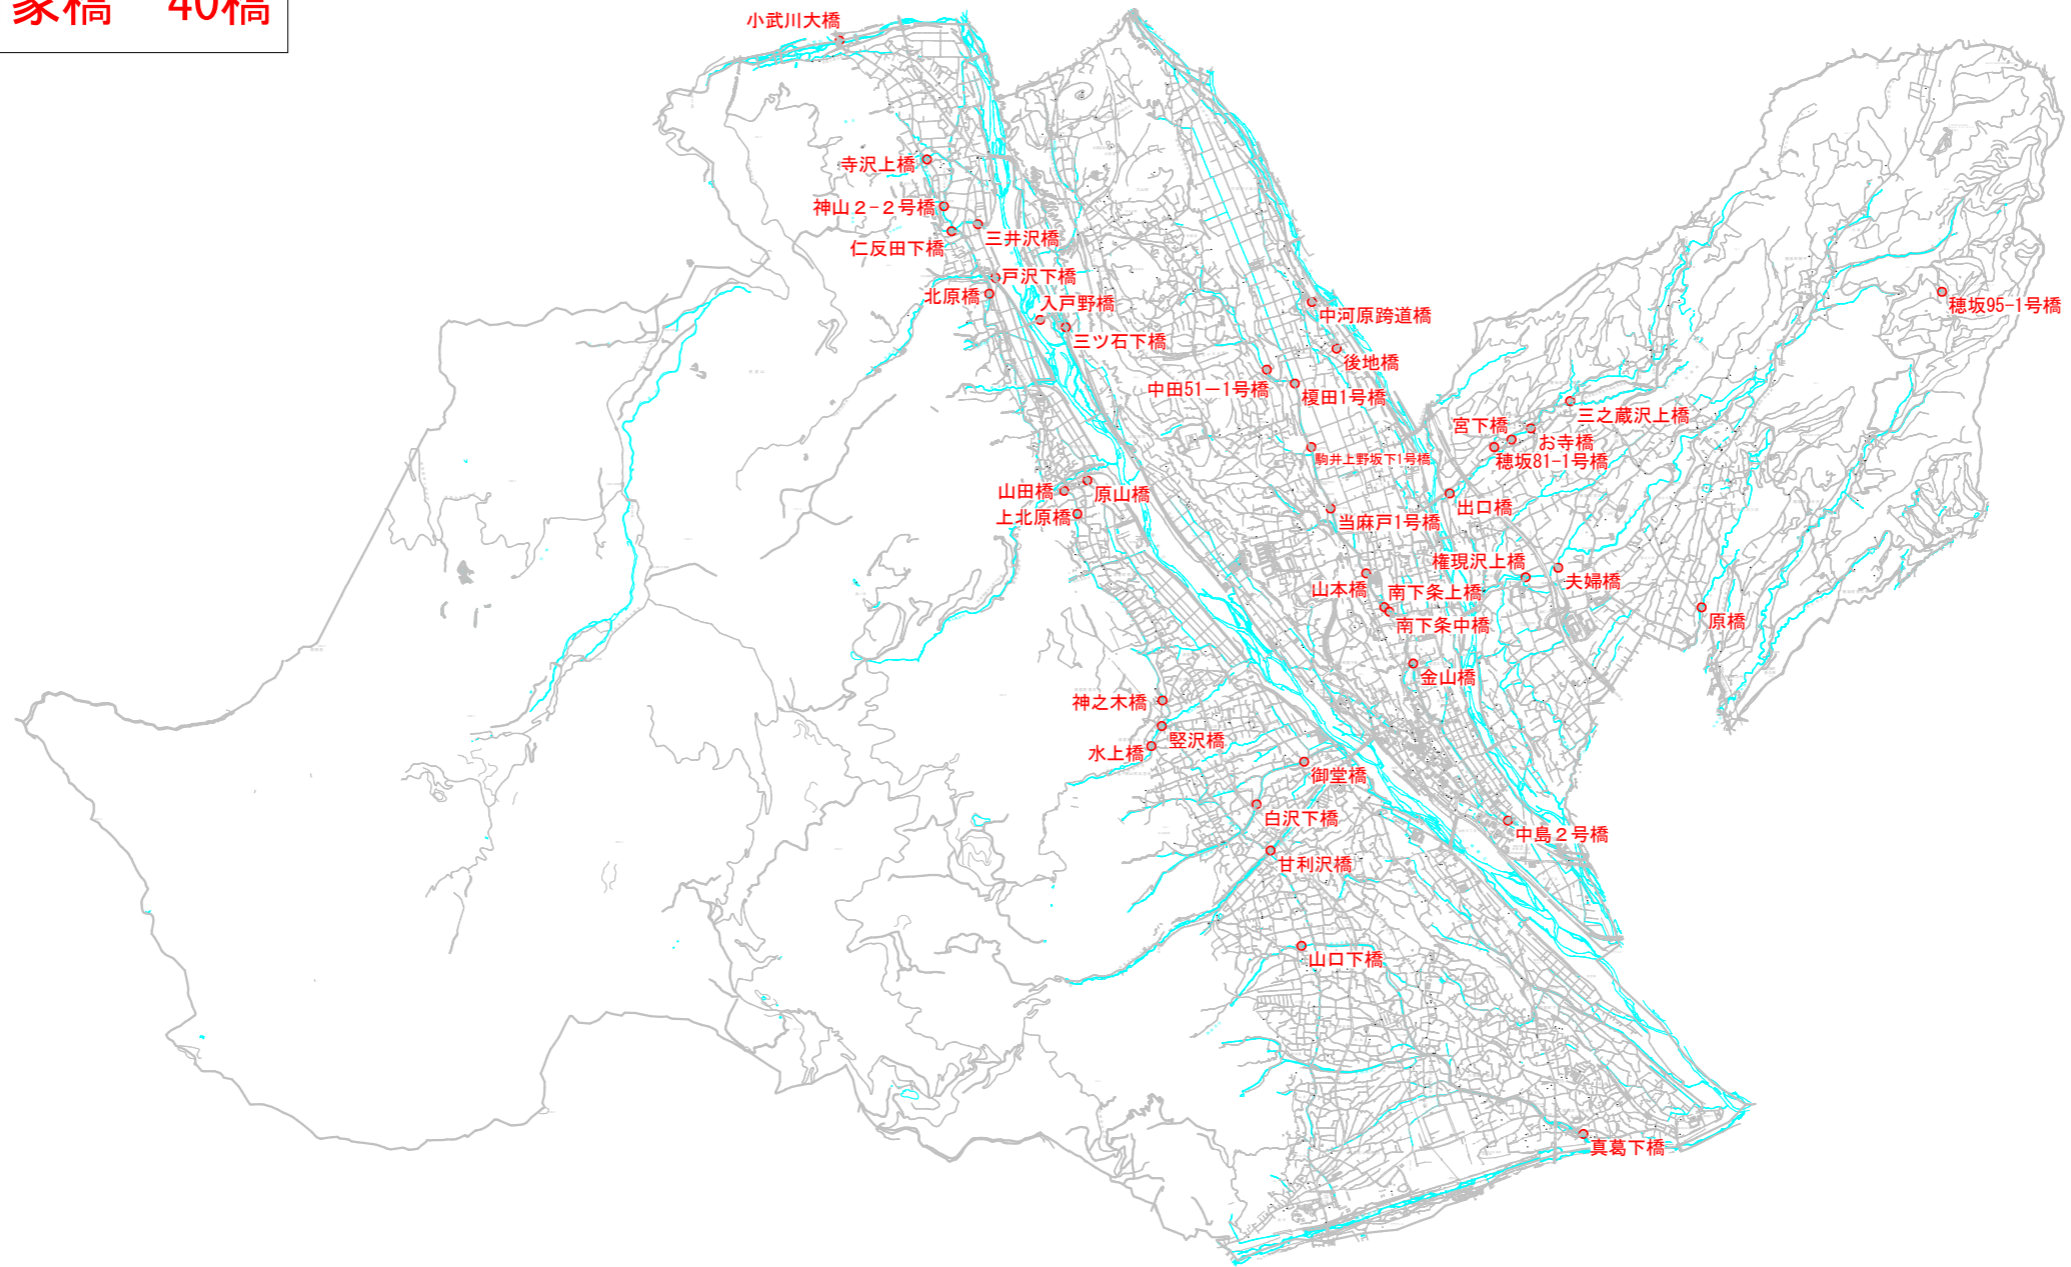 象橋　40橋
小武川大橋
寺沢上橋
神山２-２号橋
仁反田下橋
三井沢橋
戸沢下橋
北原橋
入戸野橋
三ツ石下橋
中河原跨道橋
後地橋
中田51－1号橋
榎田1号橋
穂坂95-1号橋
三之蔵沢上橋
宮下橋
お寺橋
穂坂81-1号橋
駒井上野坂下1号橋
出口橋
山田橋
原山橋
上北原橋
当麻戸1号橋
権現沢上橋
夫婦橋
山本橋
南下条上橋
南下条中橋
原橋
金山橋
神之木橋
竪沢橋
水上橋
御堂橋
白沢下橋
中島２号橋
甘利沢橋
山口下橋
真葛下橋